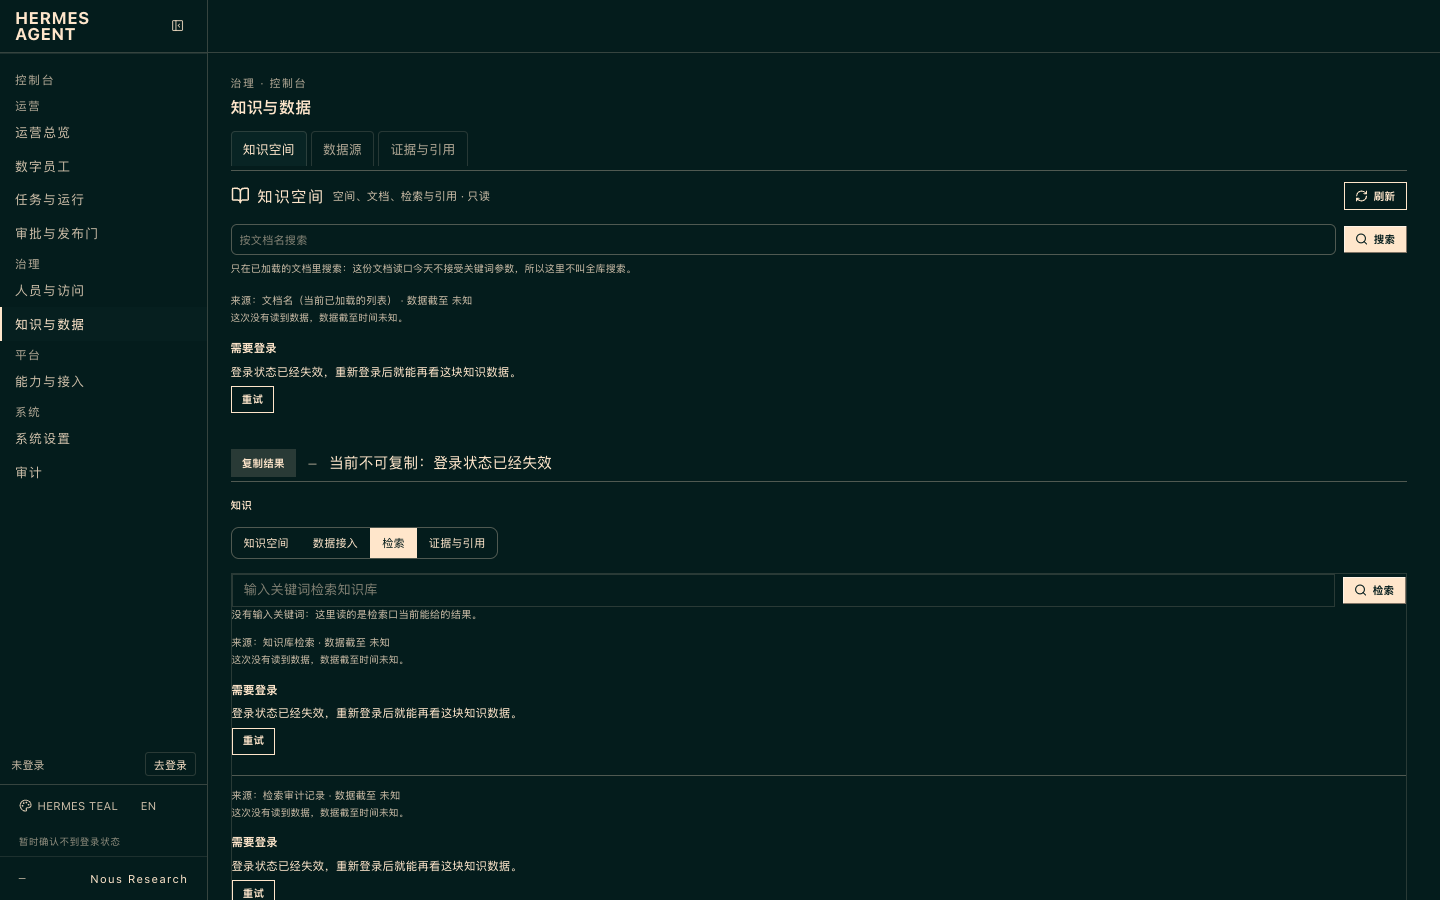 HERMES
AGENT
控制台
运营
运营总览
数字员工
任务与运行
审批与发布门
治理
人员与访问
知识与数据
平台
能力与接入
系统
系统设置
审计
未登录
去登录
HERMES TEAL
EN
暂时确认不到登录状态
—
Nous Research
治理 · 控制台
知识与数据
知识空间
数据源
证据与引用
知识空间 空间、文档、检索与引用 · 只读
刷新
按文档名搜索
搜索
只在已加载的文档里搜索：这份文档读口今天不接受关键词参数，所以这里不叫全库搜索。
来源：文档名（当前已加载的列表） · 数据截至 未知
这次没有读到数据，数据截至时间未知。
需要登录
登录状态已经失效，重新登录后就能再看这块知识数据。
重试
复制结果 — 当前不可复制：登录状态已经失效
知识
知识空间
数据接入
检索
证据与引用
输入关键词检索知识库
检索
没有输入关键词：这里读的是检索口当前能给的结果。
来源：知识库检索 · 数据截至 未知
这次没有读到数据，数据截至时间未知。
需要登录
登录状态已经失效，重新登录后就能再看这块知识数据。
重试
来源：检索审计记录 · 数据截至 未知
这次没有读到数据，数据截至时间未知。
需要登录
登录状态已经失效，重新登录后就能再看这块知识数据。
重试